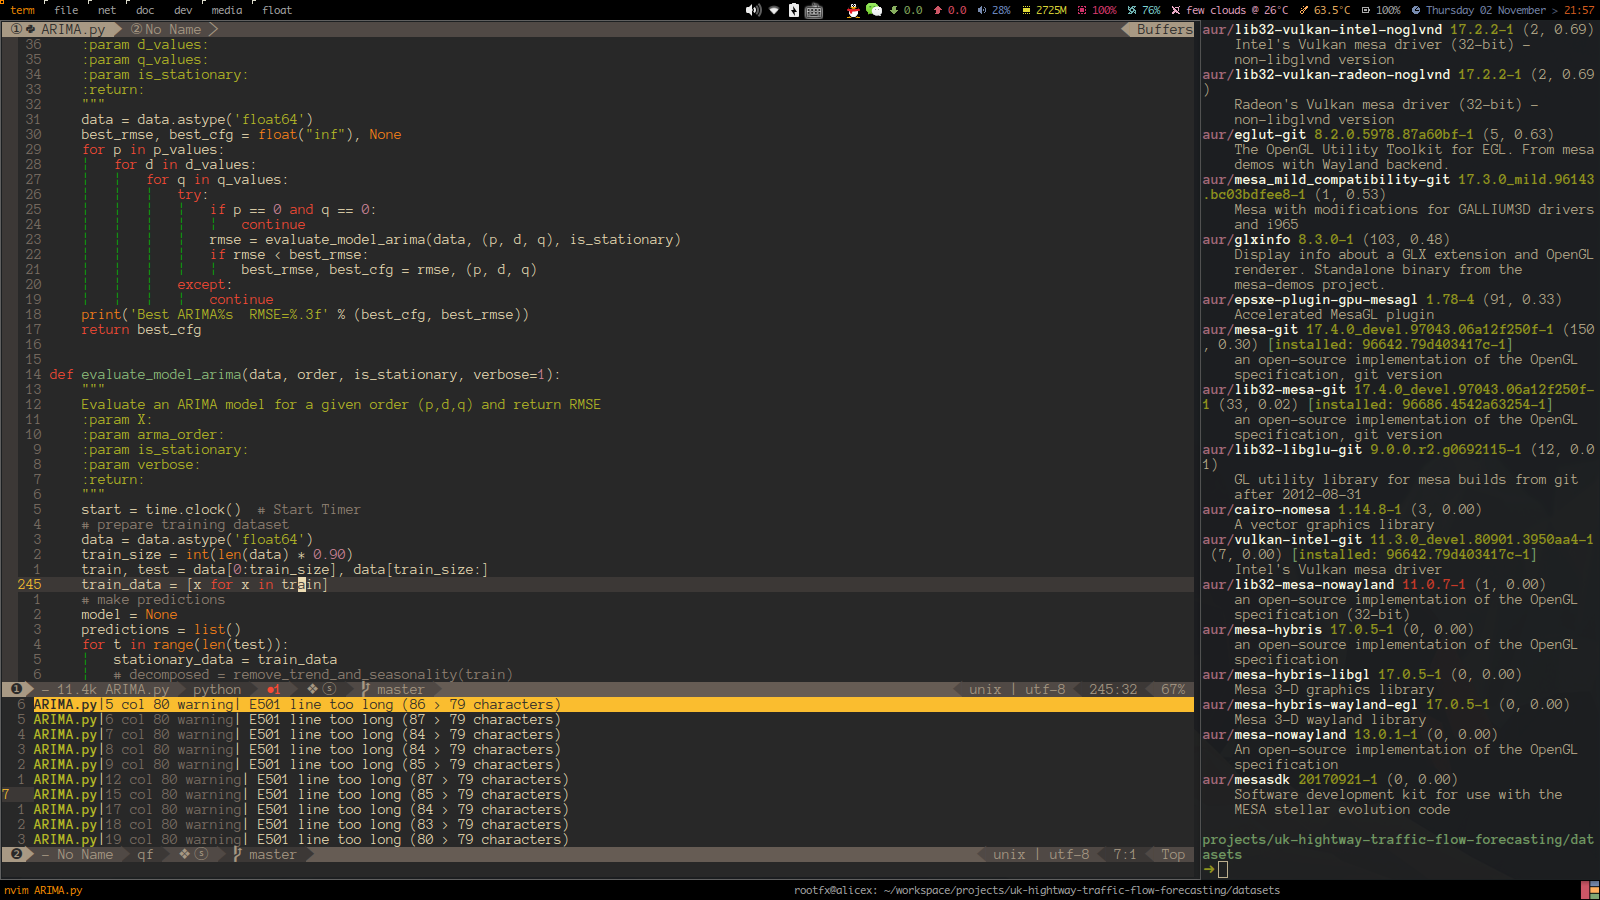 term file net doc dev media float
0.0 0.0 28% 2725M 100% 76% few clouds @ 26°C 63.5°C 100% Thursday 02 November > 21:57
① ARIMA.py ② No Name Buffers
36 :param d_values:
35 :param q_values:
34 :param is_stationary:
33 :return:
32 """
31 data = data.astype('float64')
30 best_rmse, best_cfg = float("inf"), None
29 for p in p_values:
28 for d in d_values:
27 for q in q_values:
26 try:
25 if p == 0 and q == 0:
24 continue
23 rmse = evaluate_model_arima(data, (p, d, q), is_stationary)
22 if rmse < best_rmse:
21 best_rmse, best_cfg = rmse, (p, d, q)
20 except:
19 continue
18 print('Best ARIMA%s  RMSE=%.3f' % (best_cfg, best_rmse))
17 return best_cfg
16
15
14 def evaluate_model_arima(data, order, is_stationary, verbose=1):
13 """
12 Evaluate an ARIMA model for a given order (p,d,q) and return RMSE
11 :param X:
10 :param arma_order:
9 :param is_stationary:
8 :param verbose:
7 :return:
6 """
5 start = time.clock()  # Start Timer
4 # prepare training dataset
3 data = data.astype('float64')
2 train_size = int(len(data) * 0.90)
1 train, test = data[0:train_size], data[train_size:]
245 train_data = [x for x in train]
1 # make predictions
2 model = None
3 predictions = list()
4 for t in range(len(test)):
5 stationary_data = train_data
6 # decomposed = remove_trend_and_seasonality(train)
❶ - 11.4k ARIMA.py python •1 ❖ ⓢ master unix | utf-8 245:32 67%
6 ARIMA.py|5 col 80 warning| E501 line too long (86 > 79 characters)
5 ARIMA.py|6 col 80 warning| E501 line too long (87 > 79 characters)
4 ARIMA.py|7 col 80 warning| E501 line too long (84 > 79 characters)
3 ARIMA.py|8 col 80 warning| E501 line too long (84 > 79 characters)
2 ARIMA.py|9 col 80 warning| E501 line too long (85 > 79 characters)
1 ARIMA.py|12 col 80 warning| E501 line too long (87 > 79 characters)
7 ARIMA.py|15 col 80 warning| E501 line too long (85 > 79 characters)
1 ARIMA.py|17 col 80 warning| E501 line too long (84 > 79 characters)
2 ARIMA.py|18 col 80 warning| E501 line too long (83 > 79 characters)
3 ARIMA.py|19 col 80 warning| E501 line too long (80 > 79 characters)
❷ - No Name qf ❖ ⓢ master unix | utf-8 7:1 Top
aur/lib32-vulkan-intel-noglvnd 17.2.2-1 (2, 0.69)
Intel's Vulkan mesa driver (32-bit) -
non-libglvnd version
aur/lib32-vulkan-radeon-noglvnd 17.2.2-1 (2, 0.69
)
Radeon's Vulkan mesa driver (32-bit) -
non-libglvnd version
aur/eglut-git 8.2.0.5978.87a60bf-1 (5, 0.63)
The OpenGL Utility Toolkit for EGL. From mesa
demos with Wayland backend.
aur/mesa_mild_compatibility-git 17.3.0_mild.96143
.bc03bdfee8-1 (1, 0.53)
Mesa with modifications for GALLIUM3D drivers
and i965
aur/glxinfo 8.3.0-1 (103, 0.48)
Display info about a GLX extension and OpenGL
renderer. Standalone binary from the
mesa-demos project.
aur/epsxe-plugin-gpu-mesagl 1.78-4 (91, 0.33)
Accelerated MesaGL plugin
aur/mesa-git 17.4.0_devel.97043.06a12f250f-1 (150
, 0.30) [installed: 96642.79d403417c-1]
an open-source implementation of the OpenGL
specification, git version
aur/lib32-mesa-git 17.4.0_devel.97043.06a12f250f-
1 (33, 0.02) [installed: 96686.4542a63254-1]
an open-source implementation of the OpenGL
specification, git version
aur/lib32-libglu-git 9.0.0.r2.g0692115-1 (12, 0.0
1)
GL utility library for mesa builds from git
after 2012-08-31
aur/cairo-nomesa 1.14.8-1 (3, 0.00)
A vector graphics library
aur/vulkan-intel-git 11.3.0_devel.80901.3950aa4-1
(7, 0.00) [installed: 96642.79d403417c-1]
Intel's Vulkan mesa driver
aur/lib32-mesa-nowayland 11.0.7-1 (1, 0.00)
an open-source implementation of the OpenGL
specification (32-bit)
aur/mesa-hybris 17.0.5-1 (0, 0.00)
an open-source implementation of the OpenGL
specification
aur/mesa-hybris-libgl 17.0.5-1 (0, 0.00)
Mesa 3-D graphics library
aur/mesa-hybris-wayland-egl 17.0.5-1 (0, 0.00)
Mesa 3-D wayland library
aur/mesa-nowayland 13.0.1-1 (0, 0.00)
An open-source implementation of the OpenGL
specification
aur/mesasdk 20170921-1 (0, 0.00)
Software development kit for use with the
MESA stellar evolution code
projects/uk-hightway-traffic-flow-forecasting/dat
asets
➜
nvim ARIMA.py rootfx@alicex: ~/workspace/projects/uk-hightway-traffic-flow-forecasting/datasets